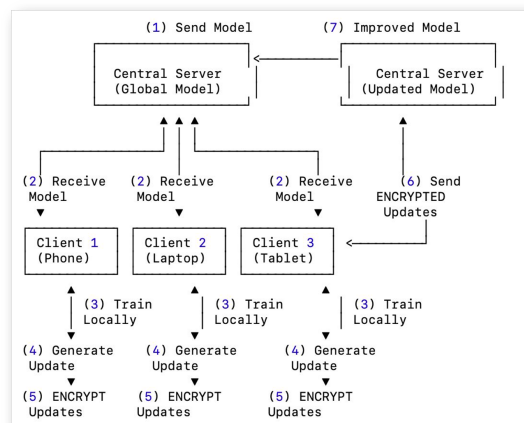 (1) Send Model (7) Improved Model
Central Server Central Server
(Global Model) (Updated Model)
(2) Receive (2) Receive (2) Receive (6) Send
Model Model Model ENCRYPTED
Updates
Client 1 Client 2 Client 3
(Phone) (Laptop) (Tablet)
(3) Train (3) Train (3) Train
Locally Locally Locally
(4) Generate (4) Generate (4) Generate
Update Update Update
(5) ENCRYPT (5) ENCRYPT (5) ENCRYPT
Updates Updates Updates